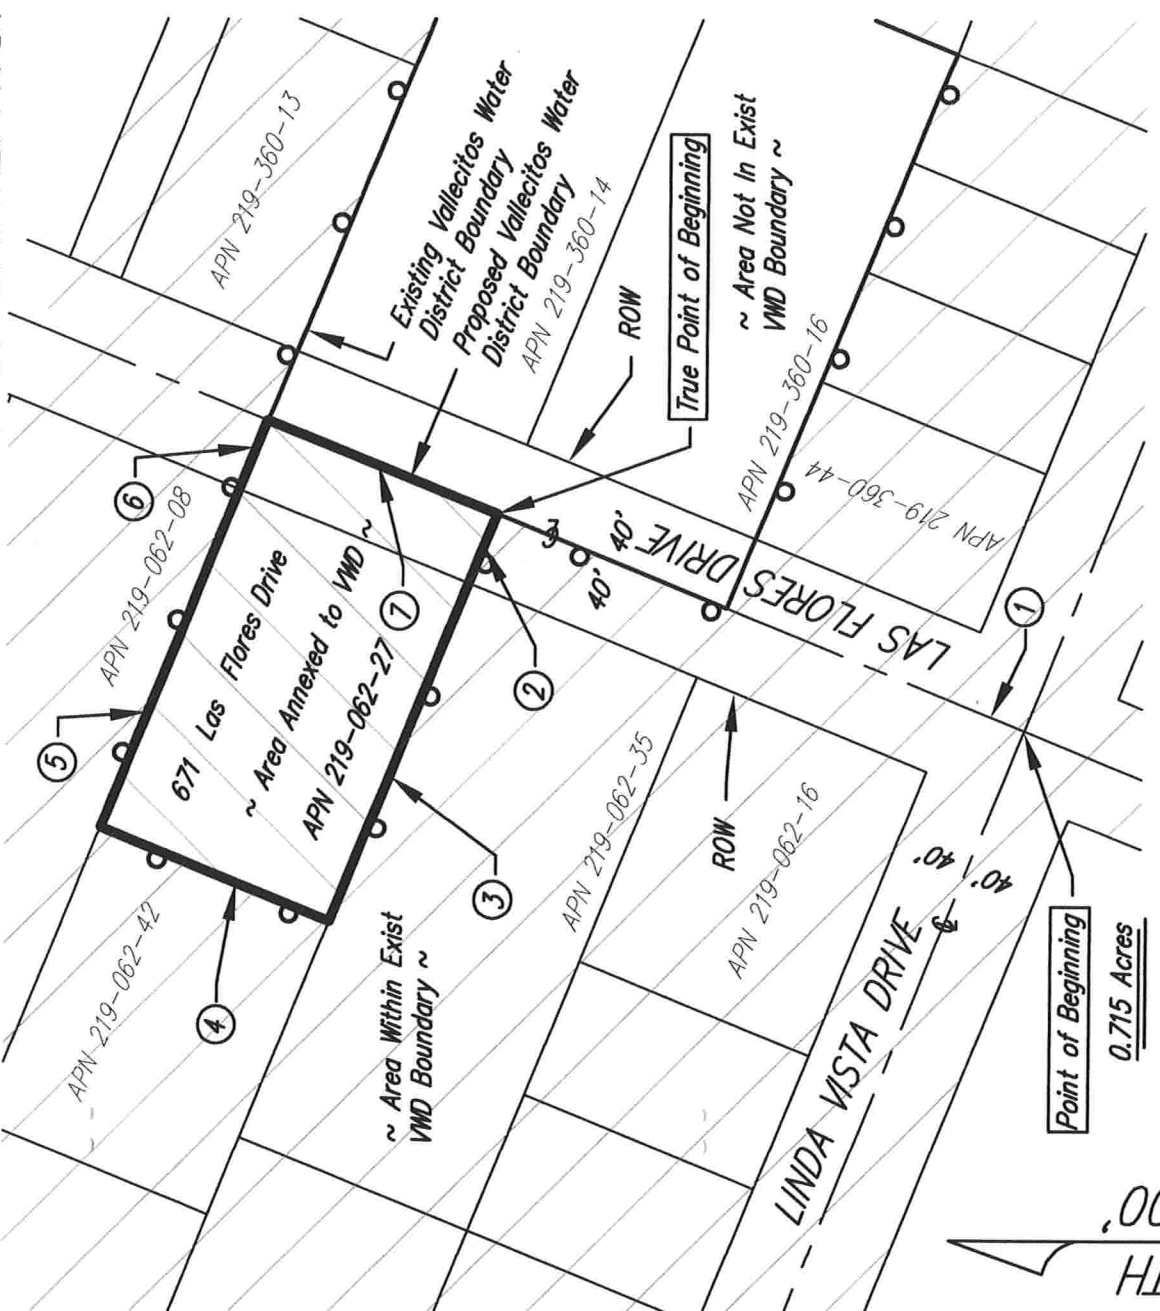 APN 219-360-13
Existing Vallecitos Water
District Boundary
Proposed Vallecitos Water
District Boundary
APN 219-360-14
ROW
True Point of Beginning
~ Area Not In Exist
VWD Boundary ~
APN 219-360-16
APN 219-360-44
6
APN 219-062-08
5
671 Las Flores Drive
~ Area Annexed to VWD ~
APN 219-062-27
7
2
40'
40'
LAS FLORES DRIVE
1
3
4
APN 219-062-42
~ Area Within Exist
VWD Boundary ~
APN 219-062-35
ROW
APN 219-062-16
40'
40'
LINDA VISTA DRIVE
Point of Beginning
0.715 Acres
00'
TH